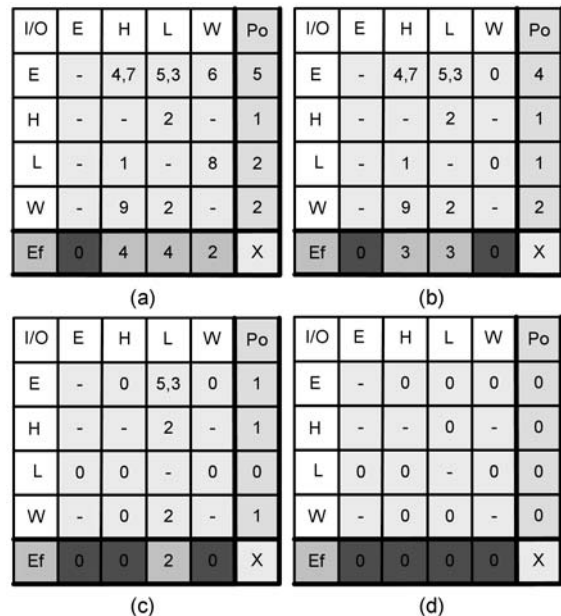 I/O E H L W Po
E - 4,7 5,3 6 5
H - - 2 - 1
L - 1 - 8 2
W - 9 2 - 2
Ef 0 4 4 2 X
(a)
I/O E H L W Po
E - 4,7 5,3 0 4
H - - 2 - 1
L - 1 - 0 1
W - 9 2 - 2
Ef 0 3 3 0 X
(b)
I/O E H L W Po
E - 0 5,3 0 1
H - - 2 - 1
L 0 0 - 0 0
W - 0 2 - 1
Ef 0 0 2 0 X
(c)
I/O E H L W Po
E - 0 0 0 0
H - - 0 - 0
L 0 0 - 0 0
W - 0 0 - 0
Ef 0 0 0 0 X
(d)